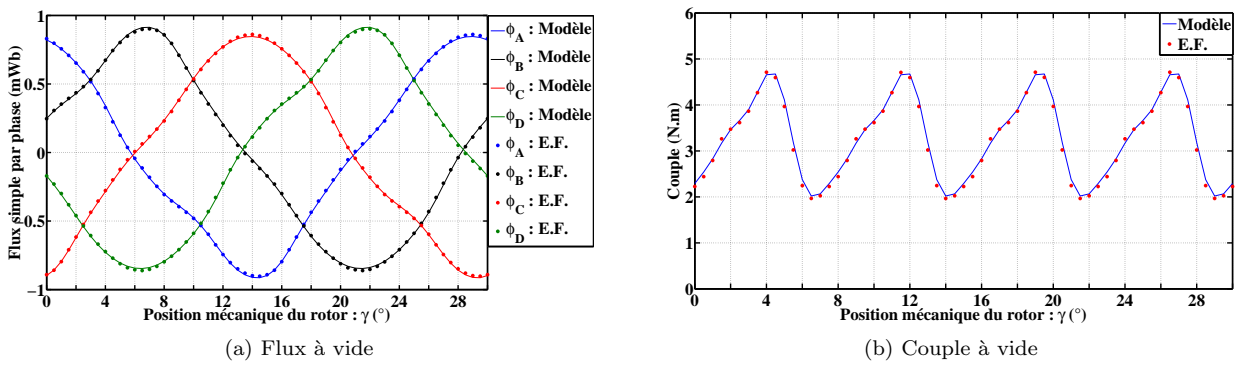 Flux simple par phase (mWb)
1
0.5
0
−0.5
−1
0 4 8 12 16 20 24 28
Position mécanique du rotor : γ (°)
ϕA : Modèle
ϕB : Modèle
ϕC : Modèle
ϕD : Modèle
ϕA : E.F.
ϕB : E.F.
ϕC : E.F.
ϕD : E.F.
(a) Flux à vide
Couple (N.m)
6
5
4
3
2
1
0
0 4 8 12 16 20 24 28
Position mécanique du rotor : γ (°)
Modèle
E.F.
(b) Couple à vide